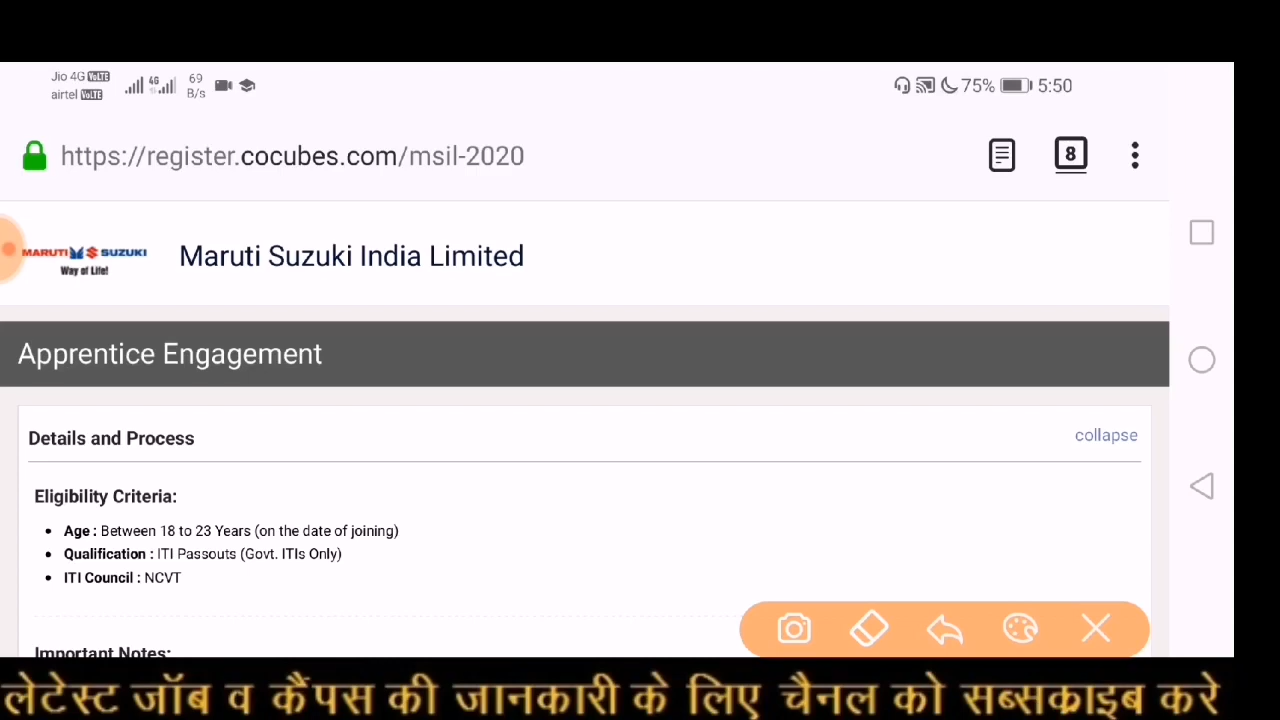 Jio 4G VoLTE
airtel VoLTE
4G
69
B/s
75%
5:50
https://register.cocubes.com/msil-2020
8
MARUTI SUZUKI
Way of Life!
Maruti Suzuki India Limited
Apprentice Engagement
Details and Process
collapse
Eligibility Criteria:
• Age : Between 18 to 23 Years (on the date of joining)
• Qualification : ITI Passouts (Govt. ITIs Only)
• ITI Council : NCVT
Important Notes:
लेटेस्ट जॉब व कैंपस की जानकारी के लिए चैनल को सब्सक्राइब करे